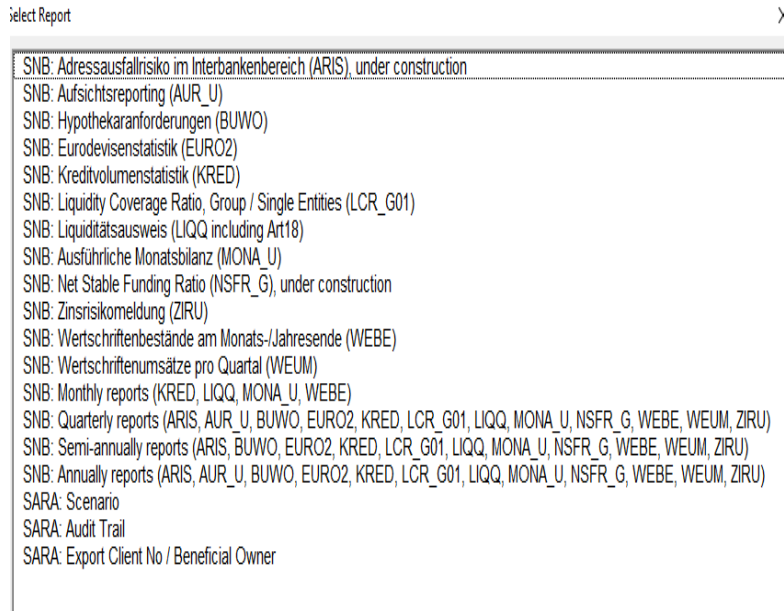 Select Report
SNB: Adressausfallrisiko im Interbankenbereich (ARIS), under construction
SNB: Aufsichtsreporting (AUR_U)
SNB: Hypothekaranforderungen (BUWO)
SNB: Eurodevisenstatistik (EURO2)
SNB: Kreditvolumenstatistik (KRED)
SNB: Liquidity Coverage Ratio, Group / Single Entities (LCR_G01)
SNB: Liquiditätsausweis (LIQQ including Art18)
SNB: Ausführliche Monatsbilanz (MONA_U)
SNB: Net Stable Funding Ratio (NSFR_G), under construction
SNB: Zinsrisikomeldung (ZIRU)
SNB: Wertschriftenbestände am Monats-/Jahresende (WEBE)
SNB: Wertschriftenumsätze pro Quartal (WEUM)
SNB: Monthly reports (KRED, LIQQ, MONA_U, WEBE)
SNB: Quarterly reports (ARIS, AUR_U, BUWO, EURO2, KRED, LCR_G01, LIQQ, MONA_U, NSFR_G, WEBE, WEUM, ZIRU)
SNB: Semi-annually reports (ARIS, BUWO, EURO2, KRED, LCR_G01, LIQQ, MONA_U, NSFR_G, WEBE, WEUM, ZIRU)
SNB: Annually reports (ARIS, AUR_U, BUWO, EURO2, KRED, LCR_G01, LIQQ, MONA_U, NSFR_G, WEBE, WEUM, ZIRU)
SARA: Scenario
SARA: Audit Trail
SARA: Export Client No / Beneficial Owner